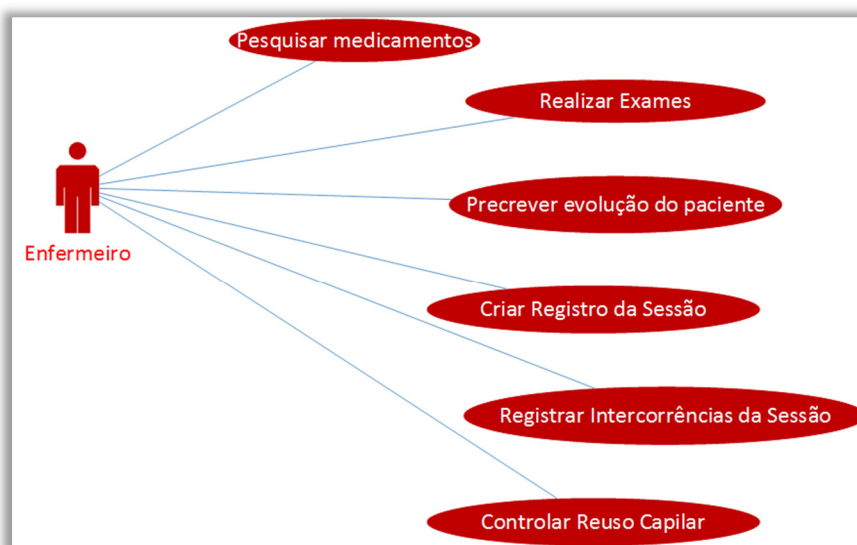 Pesquisar medicamentos
Realizar Exames
Precrever evolução do paciente
Enfermeiro
Criar Registro da Sessão
Registrar Intercorrências da Sessão
Controlar Reuso Capilar